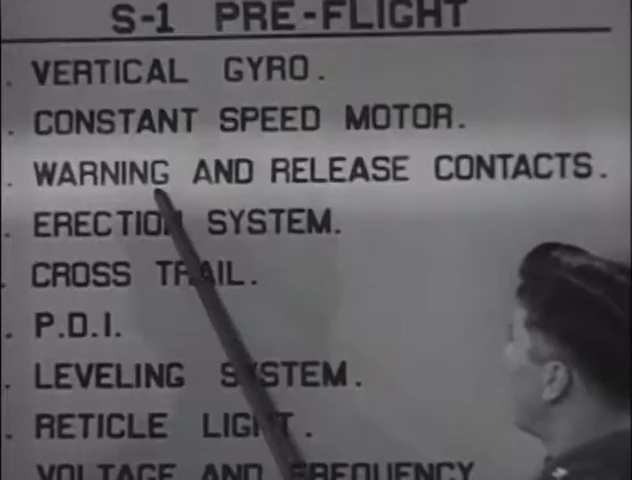 S-1 PRE-FLIGHT
. VERTICAL GYRO.
. CONSTANT SPEED MOTOR.
. WARNING AND RELEASE CONTACTS.
. ERECTION SYSTEM.
. CROSS TRAIL.
. P.D.I.
. LEVELING SYSTEM.
. RETICLE LIGHT.
VOLTAGE AND FREQUENCY